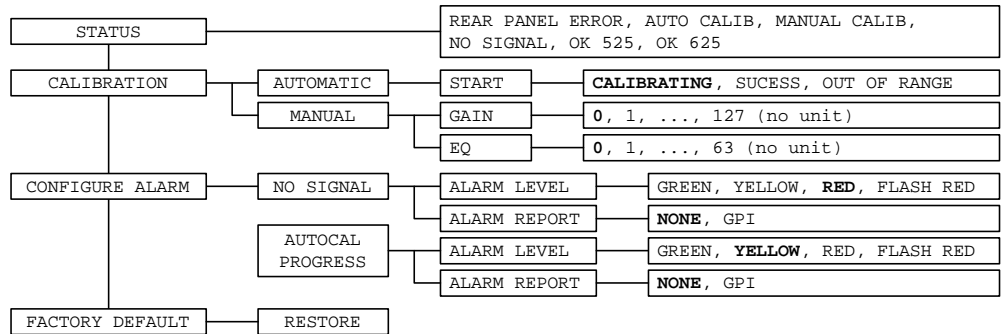 STATUS
REAR PANEL ERROR, AUTO CALIB, MANUAL CALIB,
NO SIGNAL, OK 525, OK 625
CALIBRATION
AUTOMATIC
START
CALIBRATING, SUCESS, OUT OF RANGE
MANUAL
GAIN
0, 1, ..., 127 (no unit)
EQ
0, 1, ..., 63 (no unit)
CONFIGURE ALARM
NO SIGNAL
ALARM LEVEL
GREEN, YELLOW, RED, FLASH RED
ALARM REPORT
NONE, GPI
AUTOCAL
PROGRESS
ALARM LEVEL
GREEN, YELLOW, RED, FLASH RED
ALARM REPORT
NONE, GPI
FACTORY DEFAULT
RESTORE